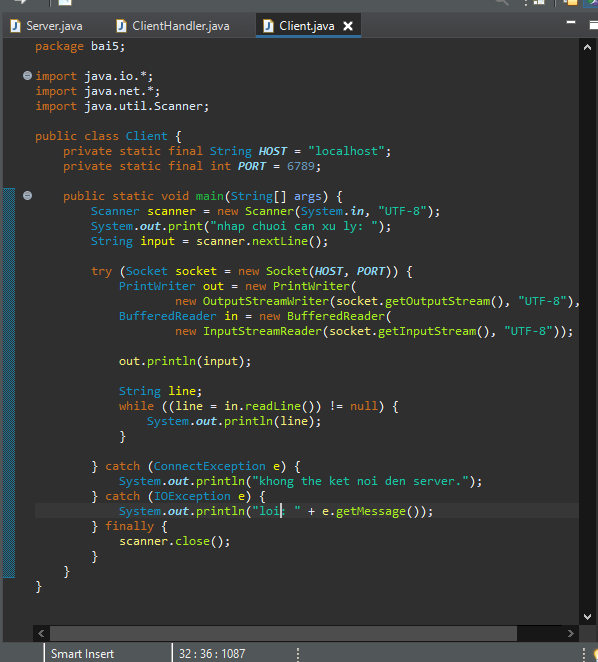 Server.java ClientHandler.java Client.java
package bai5;
import java.io.*;
import java.net.*;
import java.util.Scanner;
public class Client {
    private static final String HOST = "localhost";
    private static final int PORT = 6789;
    public static void main(String[] args) {
        Scanner scanner = new Scanner(System.in, "UTF-8");
        System.out.print("nhap chuoi can xu ly: ");
        String input = scanner.nextLine();
        try (Socket socket = new Socket(HOST, PORT)) {
            PrintWriter out = new PrintWriter(
                    new OutputStreamWriter(socket.getOutputStream(), "UTF-8"),
            BufferedReader in = new BufferedReader(
                    new InputStreamReader(socket.getInputStream(), "UTF-8"));
            out.println(input);
            String line;
            while ((line = in.readLine()) != null) {
                System.out.println(line);
            }
        } catch (ConnectException e) {
            System.out.println("khong the ket noi den server.");
        } catch (IOException e) {
            System.out.println("loi: " + e.getMessage());
        } finally {
            scanner.close();
        }
    }
}
Smart Insert 32 : 36 : 1087